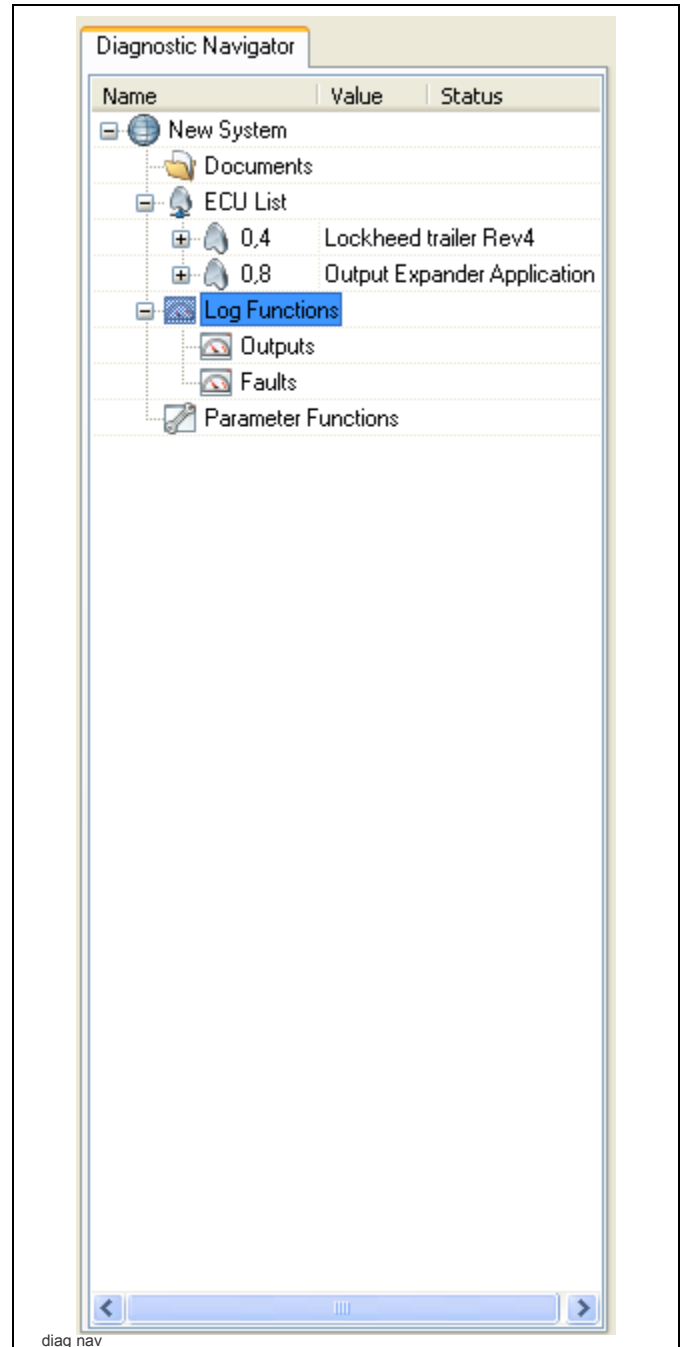 Diagnostic Navigator
Name Value Status
New System
Documents
ECU List
0,4 Lockheed trailer Rev4
0,8 Output Expander Application
Log Functions
Outputs
Faults
Parameter Functions
diag nav